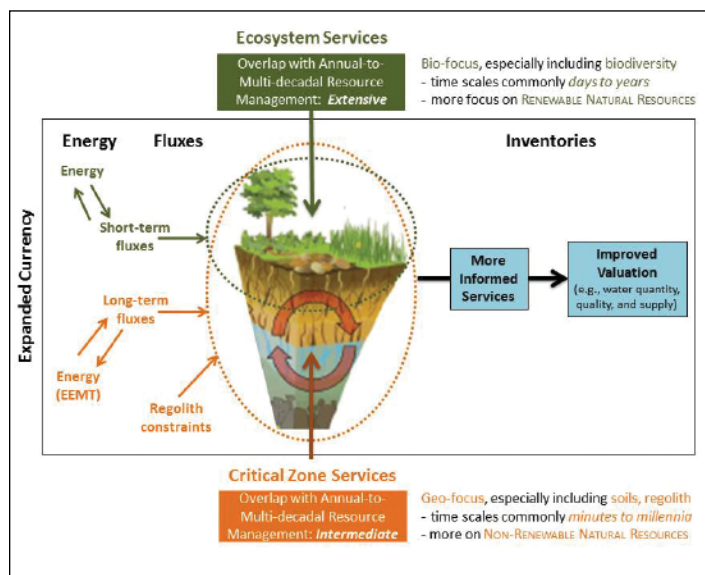 Ecosystem Services
Overlap with Annual-to-
Multi-decadal Resource
Management: Extensive
Bio-focus, especially including biodiversity
- time scales commonly days to years
- more focus on RENEWABLE NATURAL RESOURCES
Expanded Currency
Energy
Fluxes
Inventories
Energy
Short-term
fluxes
Long-term
fluxes
Energy
(EEMT)
Regolith
constraints
More
Informed
Services
Improved
Valuation
(e.g., water quantity,
quality, and supply)
Critical Zone Services
Overlap with Annual-to-
Multi-decadal Resource
Management: Intermediate
Geo-focus, especially including soils, regolith
- time scales commonly minutes to millennia
- more on NON-RENEWABLE NATURAL RESOURCES